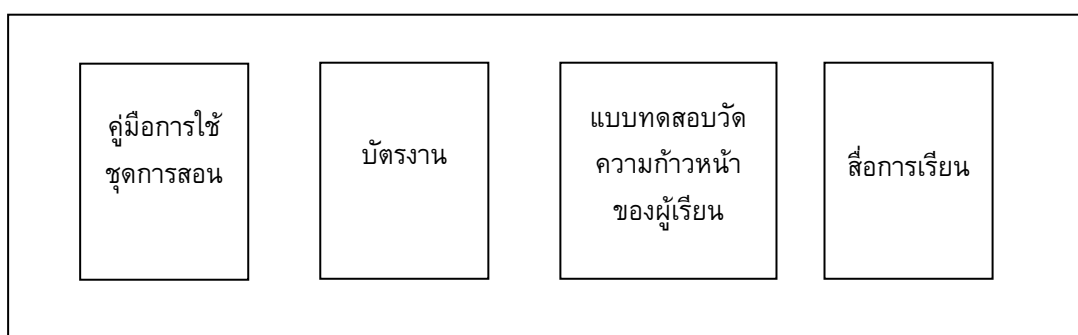 คู่มือการใช้
ชุดการสอน
บัตรงาน
แบบทดสอบวัด
ความก้าวหน้า
ของผู้เรียน
สื่อการเรียน